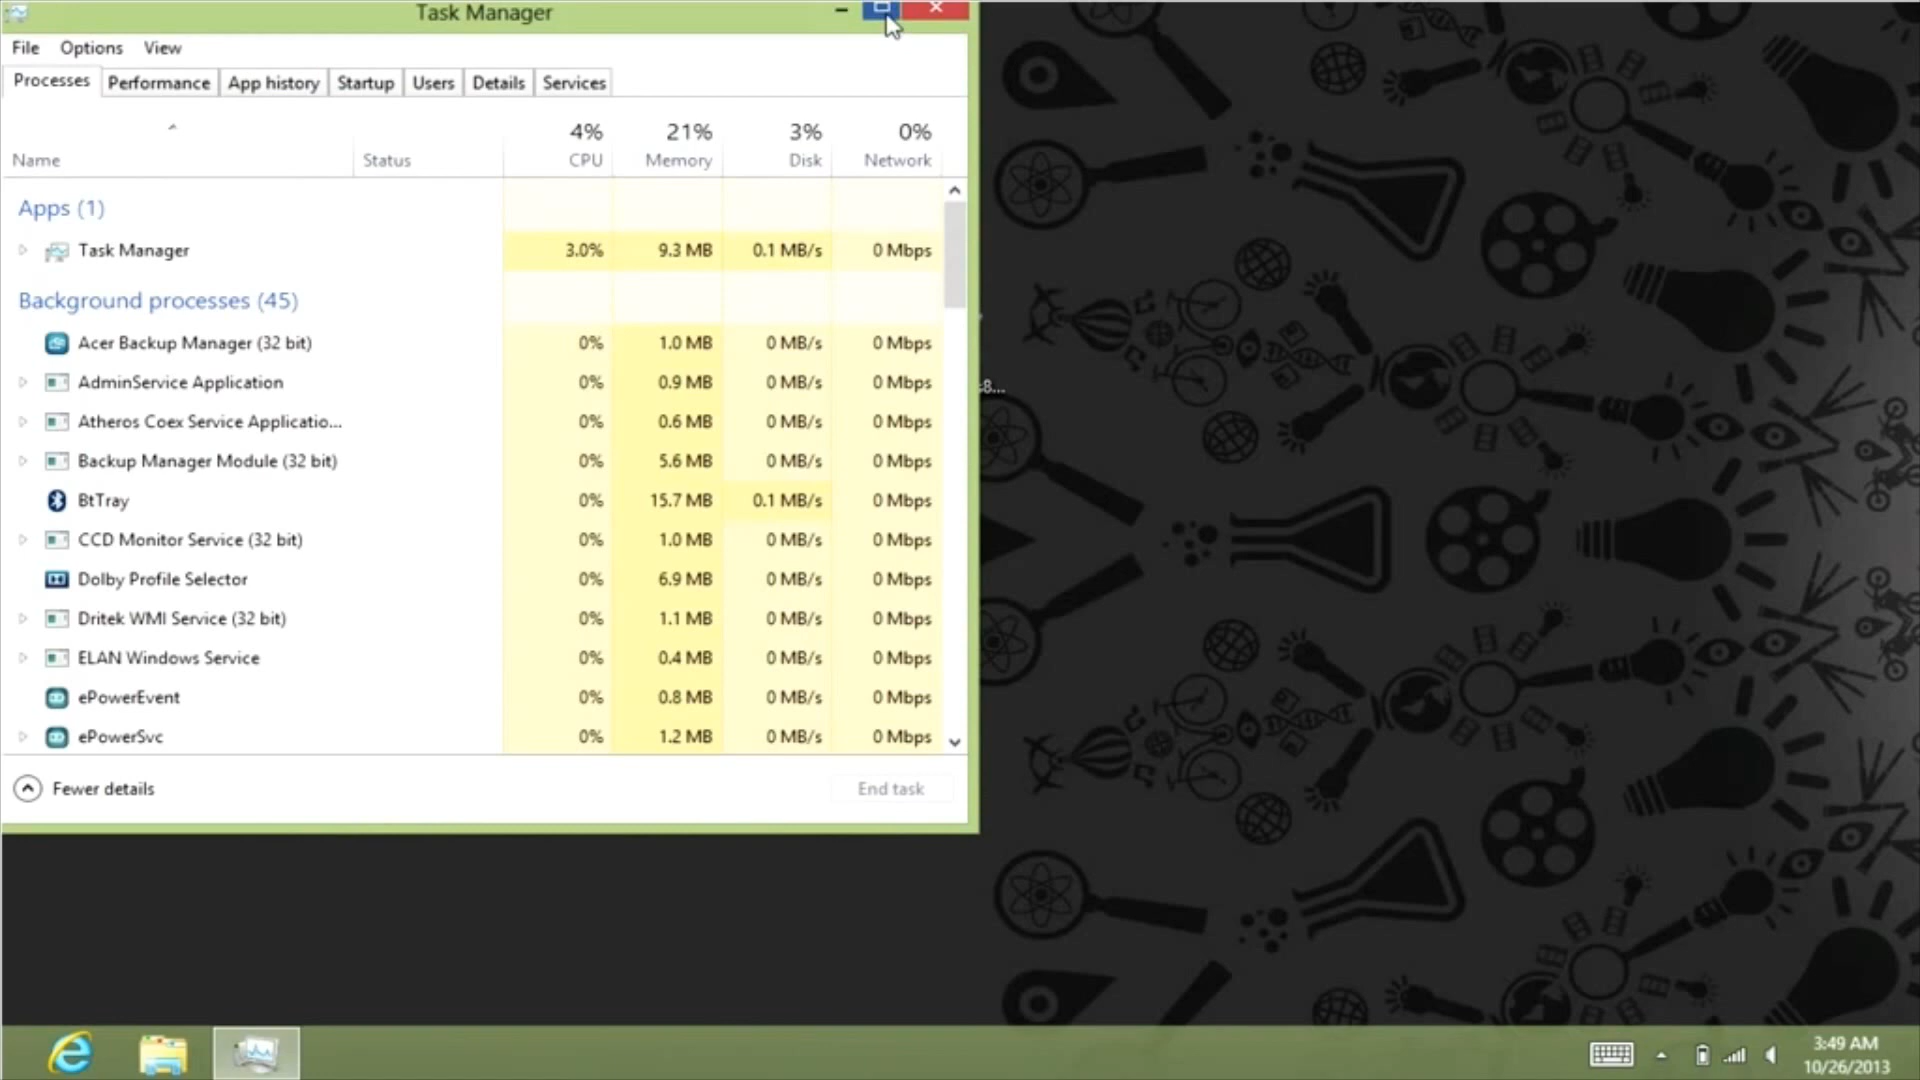 Task Manager
File Options View
Processes Performance App history Startup Users Details Services
4% 21% 3% 0%
Name Status CPU Memory Disk Network
Apps (1)
Task Manager 3.0% 9.3 MB 0.1 MB/s 0 Mbps
Background processes (45)
Acer Backup Manager (32 bit) 0% 1.0 MB 0 MB/s 0 Mbps
AdminService Application 0% 0.9 MB 0 MB/s 0 Mbps
Atheros Coex Service Applicatio... 0% 0.6 MB 0 MB/s 0 Mbps
Backup Manager Module (32 bit) 0% 5.6 MB 0 MB/s 0 Mbps
BtTray 0% 15.7 MB 0.1 MB/s 0 Mbps
CCD Monitor Service (32 bit) 0% 1.0 MB 0 MB/s 0 Mbps
Dolby Profile Selector 0% 6.9 MB 0 MB/s 0 Mbps
Dritek WMI Service (32 bit) 0% 1.1 MB 0 MB/s 0 Mbps
ELAN Windows Service 0% 0.4 MB 0 MB/s 0 Mbps
ePowerEvent 0% 0.8 MB 0 MB/s 0 Mbps
ePowerSvc 0% 1.2 MB 0 MB/s 0 Mbps
Fewer details End task
3:49 AM
10/26/2013